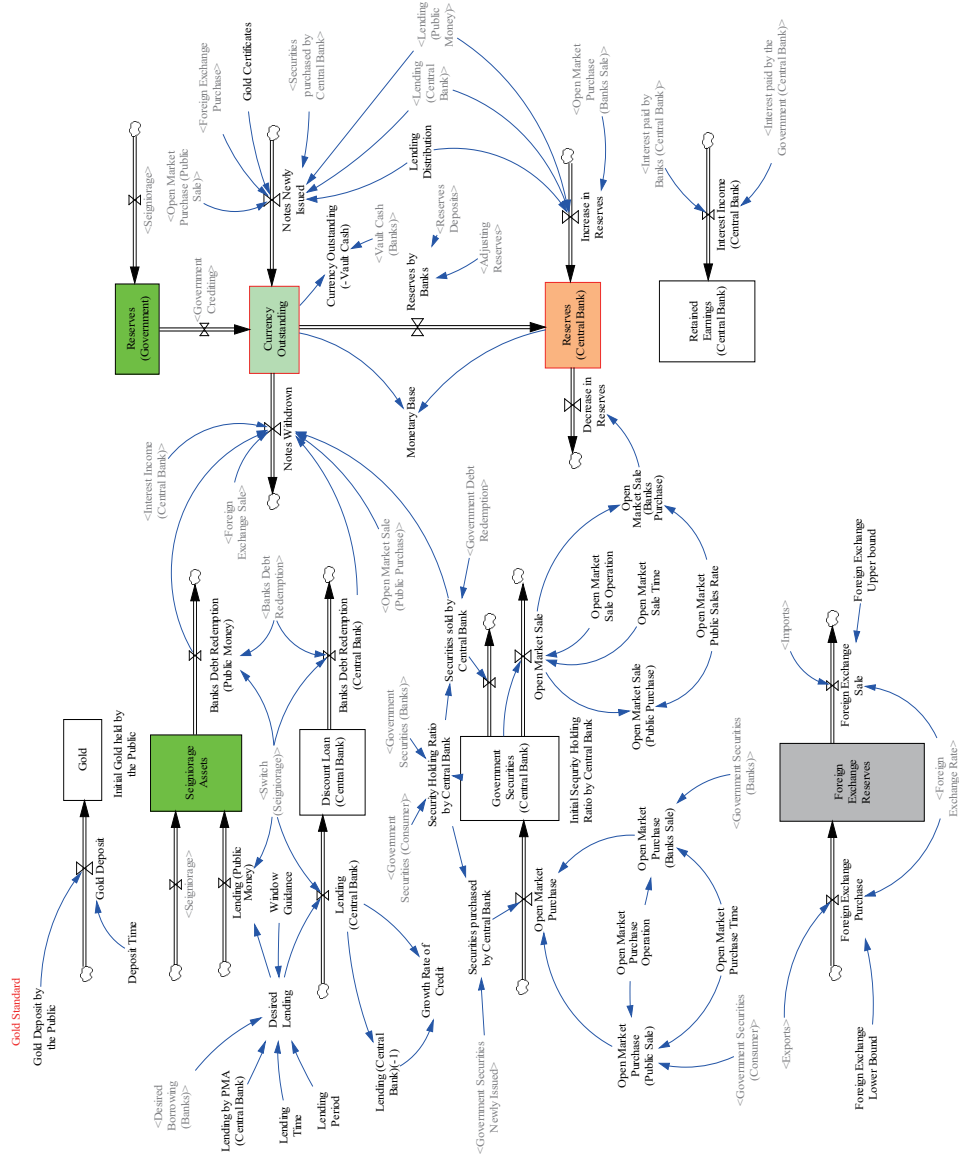 Gold Standard
Gold Deposit by
the Public
Deposit Time
Gold Deposit
Gold
Initial Gold held by
the Public
<Desired
Borrowing
(Banks)>
Lending by PMA
(Central Bank)
Lending
Time
Lending
Period
Desired
Lending
<Seigniorage>
Lending (Public
Money)
Window
Guidance
Seigniorage
Assets
<Switch
(Seigniorage)>
Banks Debt Redemption
(Public Money)
<Banks Debt
Redemption>
Discount Loan
(Central Bank)
Banks Debt Redemption
(Central Bank)
Lending
(Central Bank)
Lending (Central
Bank)(-1)
Growth Rate of
Credit
<Interest Income
(Central Bank)>
<Foreign
Exchange Sale>
<Open Market Sale
(Public Purchase)>
Notes Withdrawn
Reserves
(Government)
<Seigniorage>
<Government
Crediting>
<Open Market
Purchase (Public
Sale)>
<Foreign Exchange
Purchase>
Gold Certificates
<Securities
purchased by
Central Bank>
Currency
Outstanding
Notes Newly
Issued
Currency Outstanding
(-Vault Cash)
<Vault Cash
(Banks)>
Lending
Distribution
<Lending
(Central
Bank)>
<Lending
(Public
Money)>
Monetary Base
Reserves by
Banks
<Reserves
Deposits>
<Adjusting
Reserves>
<Government
Securities (Consumer)>
<Government
Securities (Banks)>
Security Holding Ratio
by Central Bank
Securities sold by
Central Bank
<Government Debt
Redemption>
<Government Securities
Newly Issued>
Securities purchased
by Central Bank
Government
Securities
(Central Bank)
Open Market
Purchase
Open Market Sale
Initial Sequrity Holding
Ratio by Central Bank
Open Market
Sale Operation
Open Market
Sale Time
Open Market Sale
(Public Purchase)
Open
Market Sale
(Banks
Purchase)
Open Market
Public Sales Rate
Decrease in
Reserves
Reserves
(Central Bank)
Increase in
Reserves
<Open Market
Purchase
(Banks Sale)>
Open Market
Purchase
(Public Sale)
Open Market
Purchase
Operation
Open Market
Purchase
(Banks Sale)
Open Market
Purchase Time
<Government Securities
(Consumer)>
<Government Securities
(Banks)>
Retained
Earnings
(Central Bank)
<Interest paid by
Banks (Central Bank)>
Interest Income
(Central Bank)
<Interest paid by the
Government (Central Bank)>
<Exports>
<Imports>
Foreign Exchange
Purchase
Foreign
Exchange
Reserves
Foreign Exchange
Sale
Foreign Exchange
Lower Bound
Foreign Exchange
Upper bound
<Foreign
Exchange Rate>